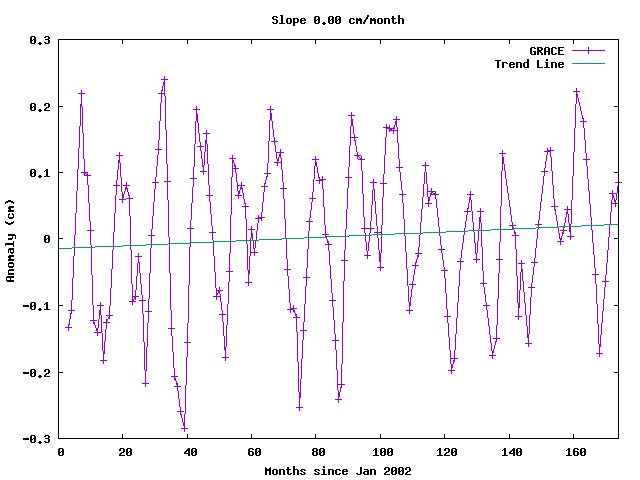 Slope 0.00 cm/month
0.3
GRACE
Trend Line
0.2
0.1
0
-0.1
-0.2
-0.3
Anomaly (cm)
0 20 40 60 80 100 120 140 160
Months since Jan 2002